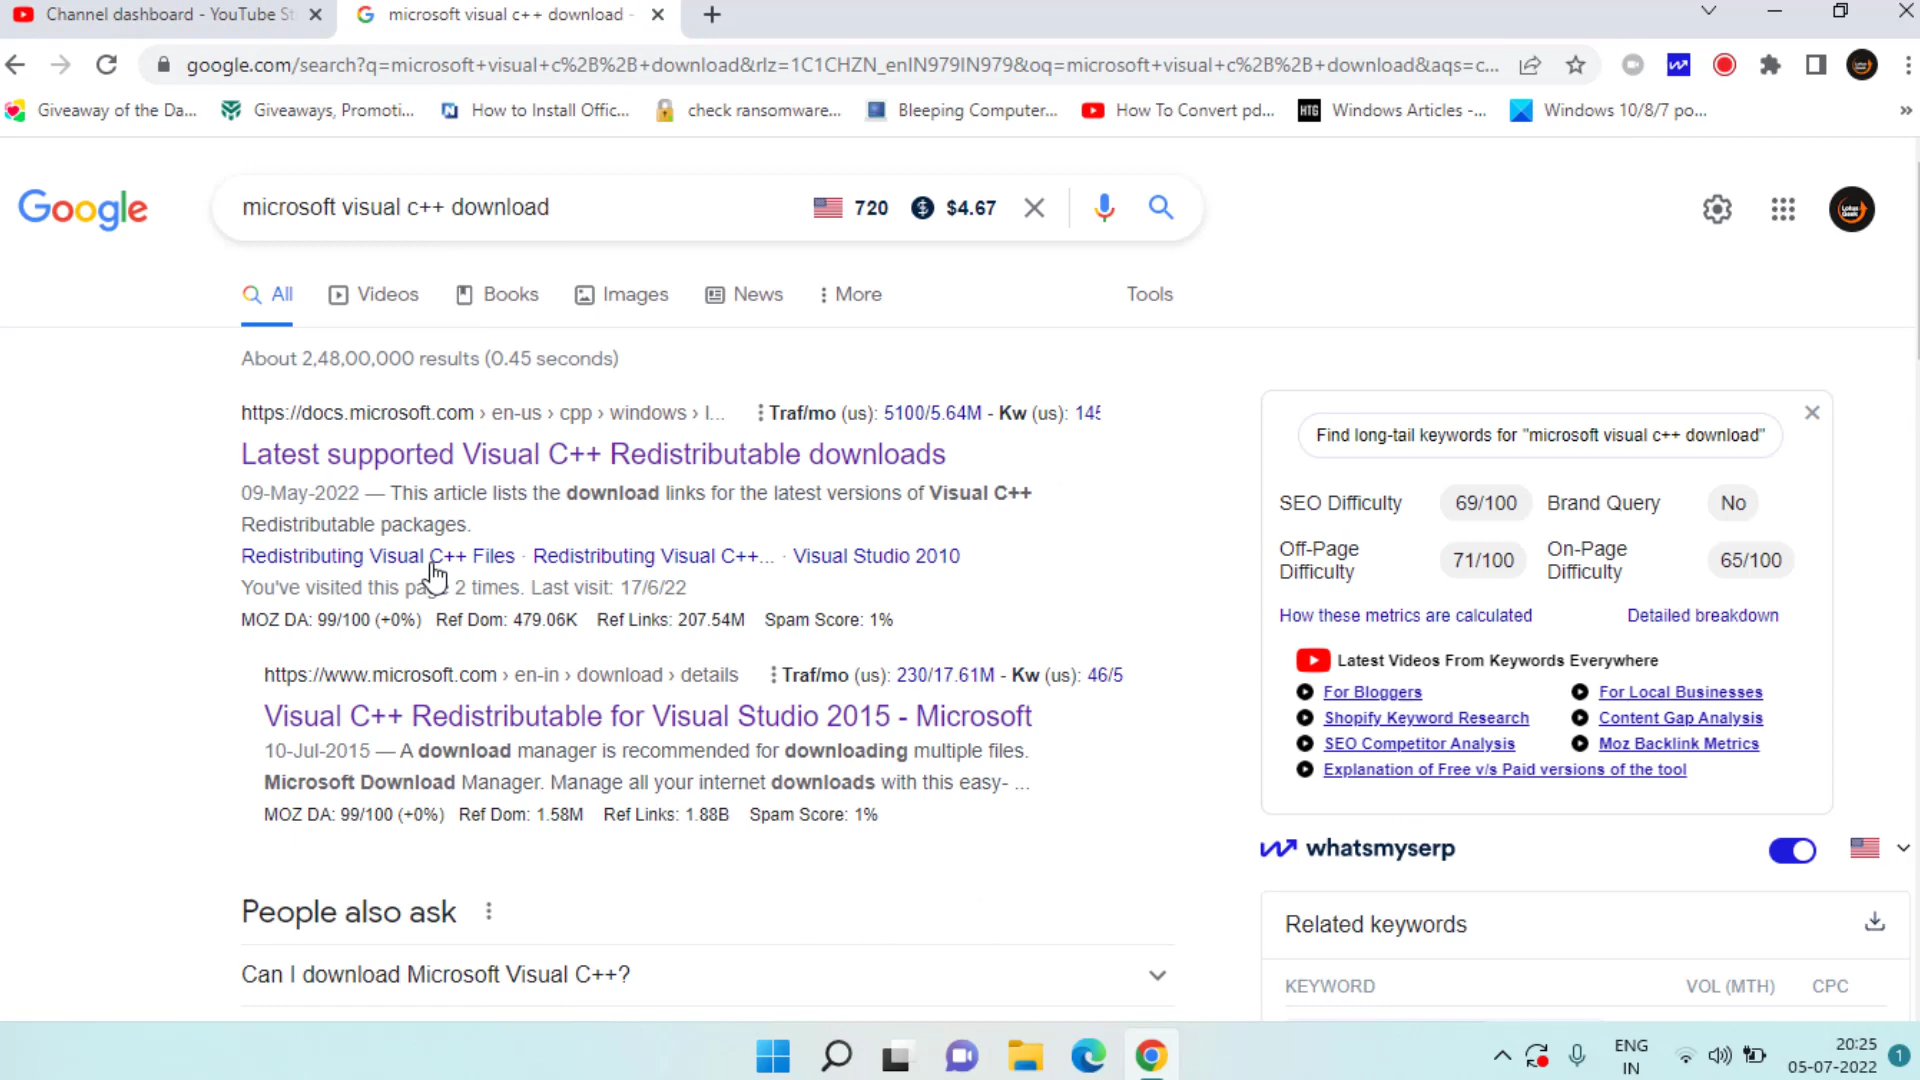 Channel dashboard - YouTube St
microsoft visual c++ download -
google.com/search?q=microsoft+visual+c%2B%2B+download&rlz=1C1CHZN_enIN979IN979&oq=microsoft+visual+c%2B%2B+download&aqs=c...
Giveaway of the Da...
Giveaways, Promoti...
How to Install Offic...
check ransomware...
Bleeping Computer...
How To Convert pd...
HTG
Windows Articles -...
Windows 10/8/7 po...
»
Google
microsoft visual c++ download
720
$4.67
All
Videos
Books
Images
News
More
Tools
About 2,48,00,000 results (0.45 seconds)
https://docs.microsoft.com › en-us › cpp › windows › l...
Traf/mo (us): 5100/5.64M - Kw (us): 145
Latest supported Visual C++ Redistributable downloads
09-May-2022 — This article lists the download links for the latest versions of Visual C++
Redistributable packages.
Redistributing Visual C++ Files · Redistributing Visual C++... · Visual Studio 2010
You've visited this page 2 times. Last visit: 17/6/22
MOZ DA: 99/100 (+0%) Ref Dom: 479.06K Ref Links: 207.54M Spam Score: 1%
https://www.microsoft.com › en-in › download › details
Traf/mo (us): 230/17.61M - Kw (us): 46/5
Visual C++ Redistributable for Visual Studio 2015 - Microsoft
10-Jul-2015 — A download manager is recommended for downloading multiple files.
Microsoft Download Manager. Manage all your internet downloads with this easy- ...
MOZ DA: 99/100 (+0%) Ref Dom: 1.58M Ref Links: 1.88B Spam Score: 1%
People also ask
Can I download Microsoft Visual C++?
Find long-tail keywords for "microsoft visual c++ download"
SEO Difficulty
69/100
Brand Query
No
Off-Page
Difficulty
71/100
On-Page
Difficulty
65/100
How these metrics are calculated
Detailed breakdown
Latest Videos From Keywords Everywhere
For Bloggers
For Local Businesses
Shopify Keyword Research
Content Gap Analysis
SEO Competitor Analysis
Moz Backlink Metrics
Explanation of Free v/s Paid versions of the tool
whatsmyserp
Related keywords
KEYWORD
VOL (MTH)
CPC
ENG
IN
20:25
05-07-2022
1